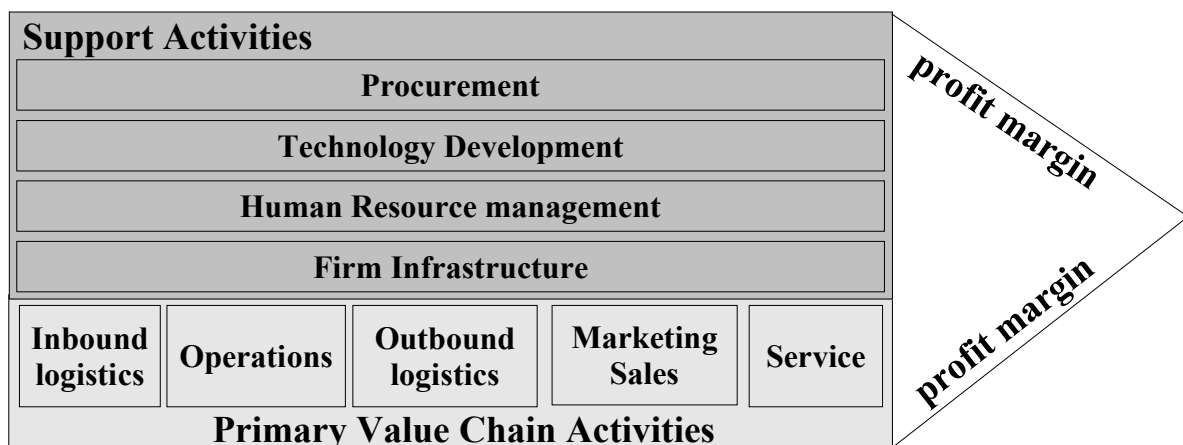 Support Activities
Procurement
Technology Development
Human Resource management
Firm Infrastructure
Inbound
logistics
Operations
Outbound
logistics
Marketing
Sales
Service
Primary Value Chain Activities
profit margin
profit margin